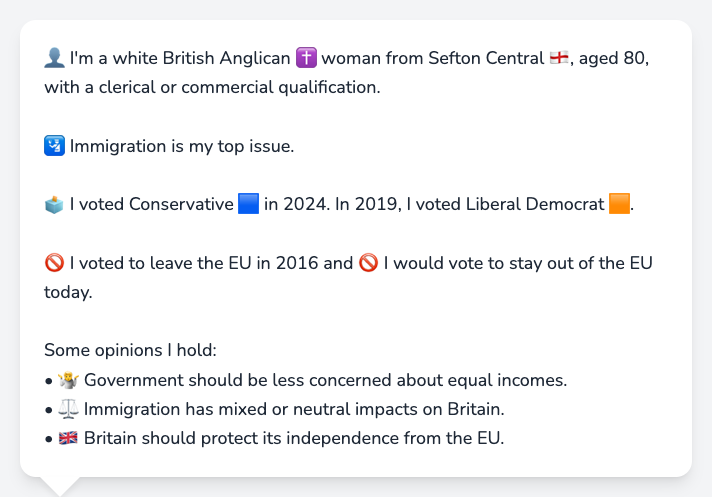 👤 I'm a white British Anglican ✝️ woman from Sefton Central 🏴󠁧󠁢󠁥󠁮󠁧󠁿, aged 80,
with a clerical or commercial qualification.
🛂 Immigration is my top issue.
🗳️ I voted Conservative 🟦 in 2024. In 2019, I voted Liberal Democrat 🟧.
🚫 I voted to leave the EU in 2016 and 🚫 I would vote to stay out of the EU
today.
Some opinions I hold:
• 🤷 Government should be less concerned about equal incomes.
• ⚖️ Immigration has mixed or neutral impacts on Britain.
• 🇬🇧 Britain should protect its independence from the EU.